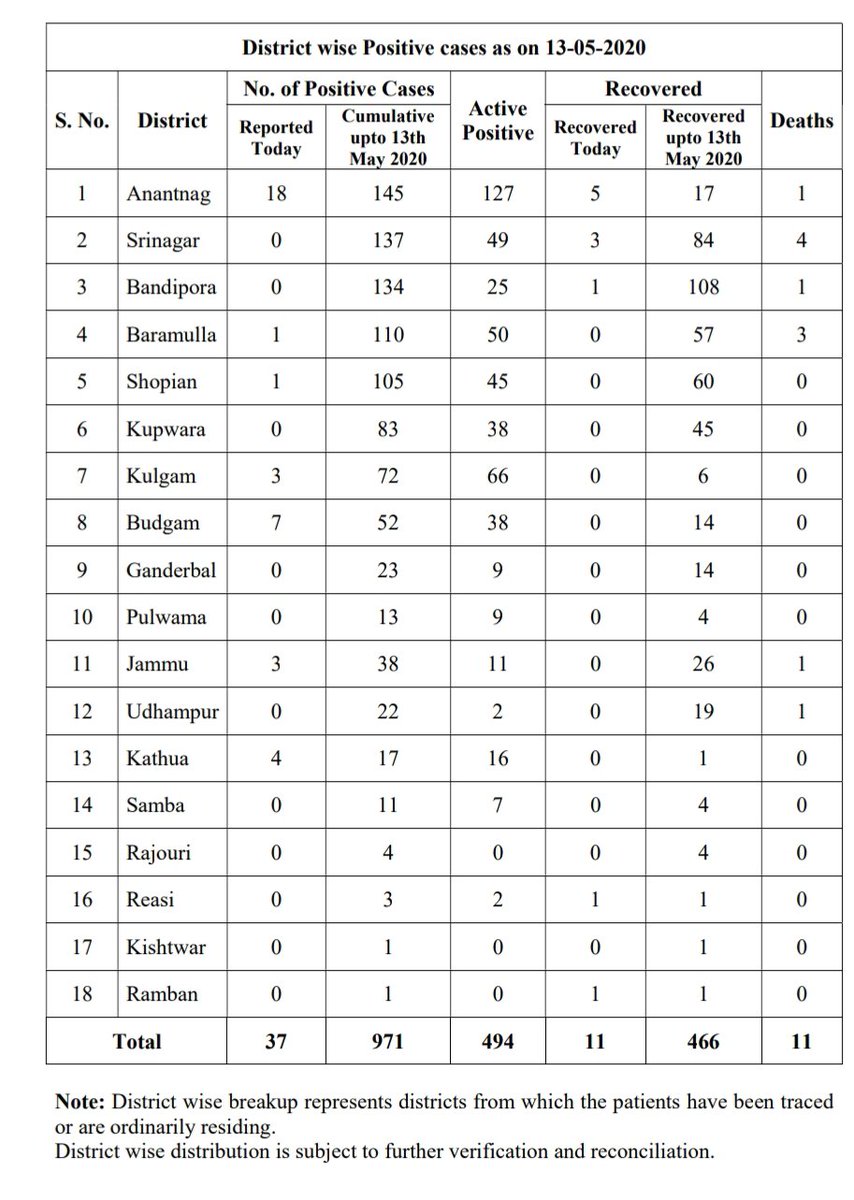 District wise Positive cases as on 13-05-2020
S. No. District No. of Positive Cases Active Positive Recovered Deaths
Reported Today Cumulative upto 13th May 2020 Recovered Today Recovered upto 13th May 2020
1 Anantnag 18 145 127 5 17 1
2 Srinagar 0 137 49 3 84 4
3 Bandipora 0 134 25 1 108 1
4 Baramulla 1 110 50 0 57 3
5 Shopian 1 105 45 0 60 0
6 Kupwara 0 83 38 0 45 0
7 Kulgam 3 72 66 0 6 0
8 Budgam 7 52 38 0 14 0
9 Ganderbal 0 23 9 0 14 0
10 Pulwama 0 13 9 0 4 0
11 Jammu 3 38 11 0 26 1
12 Udhampur 0 22 2 0 19 1
13 Kathua 4 17 16 0 1 0
14 Samba 0 11 7 0 4 0
15 Rajouri 0 4 0 0 4 0
16 Reasi 0 3 2 1 1 0
17 Kishtwar 0 1 0 0 1 0
18 Ramban 0 1 0 1 1 0
Total 37 971 494 11 466 11
Note: District wise breakup represents districts from which the patients have been traced
or are ordinarily residing.
District wise distribution is subject to further verification and reconciliation.